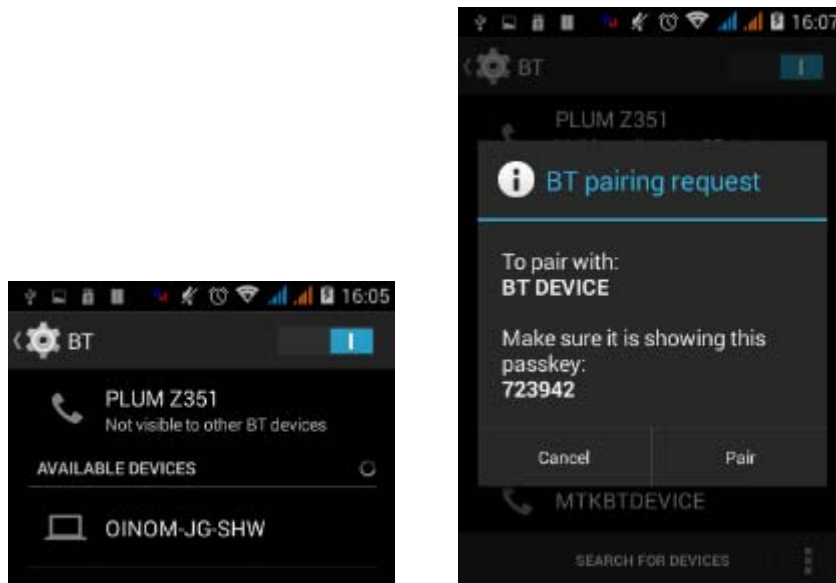 16:05
BT
PLUM Z351
Not visible to other BT devices
AVAILABLE DEVICES
OINOM-JG-SHW
16:07
BT
PLUM Z351
BT pairing request
To pair with:
BT DEVICE
Make sure it is showing this
passkey:
723942
Cancel
Pair
MTKBTDEVICE
SEARCH FOR DEVICES